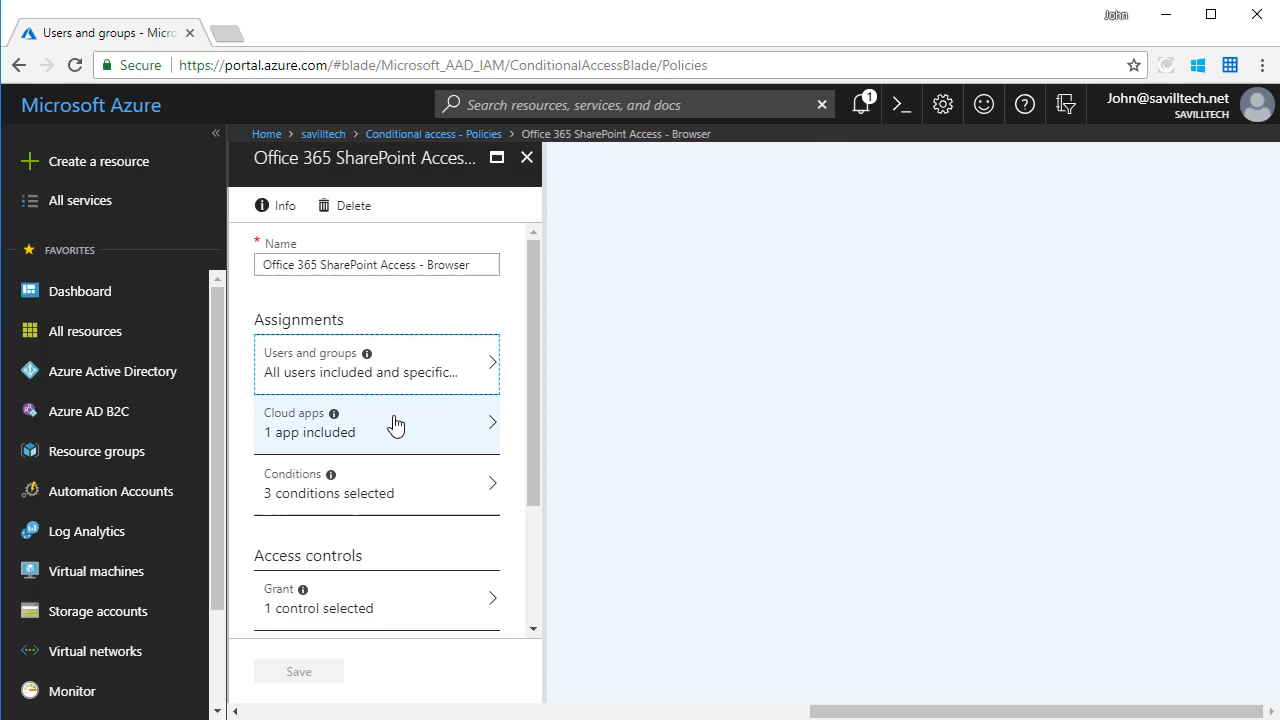 John
Users and groups - Micro
Secure
https://portal.azure.com/#blade/Microsoft_AAD_IAM/ConditionalAccessBlade/Policies
Microsoft Azure
Search resources, services, and docs
1
John@savilltech.net
SAVILLTECH
Home > savilltech > Conditional access - Policies > Office 365 SharePoint Access - Browser
Create a resource
All services
FAVORITES
Dashboard
All resources
Azure Active Directory
Azure AD B2C
Resource groups
Automation Accounts
Log Analytics
Virtual machines
Storage accounts
Virtual networks
Monitor
Office 365 SharePoint Acces...
Info
Delete
* Name
Office 365 SharePoint Access - Browser
Assignments
Users and groups
All users included and specific...
Cloud apps
1 app included
Conditions
3 conditions selected
Access controls
Grant
1 control selected
Save